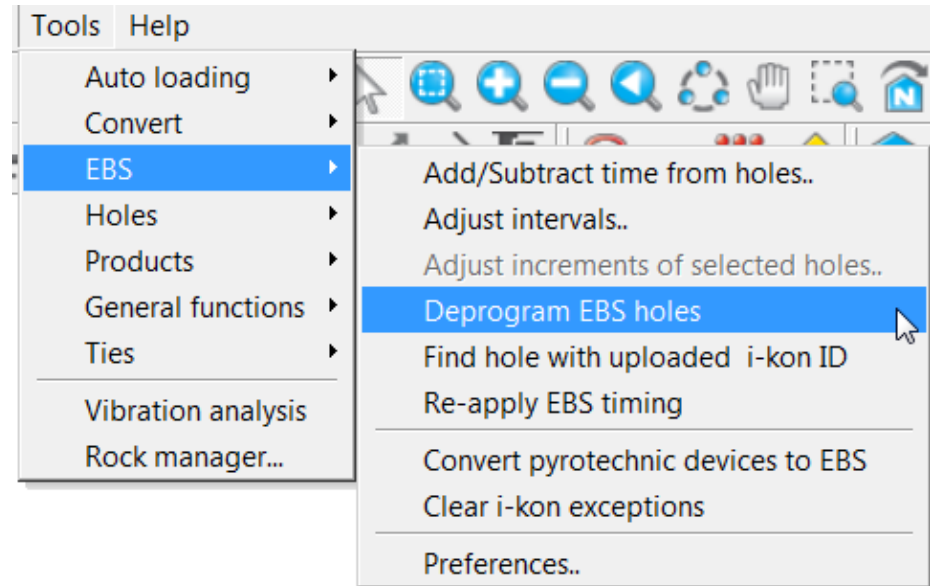 Tools Help
Auto loading
Convert
EBS
Holes
Products
General functions
Ties
Vibration analysis
Rock manager...
Add/Subtract time from holes..
Adjust intervals..
Adjust increments of selected holes..
Deprogram EBS holes
Find hole with uploaded i-kon ID
Re-apply EBS timing
Convert pyrotechnic devices to EBS
Clear i-kon exceptions
Preferences..
N